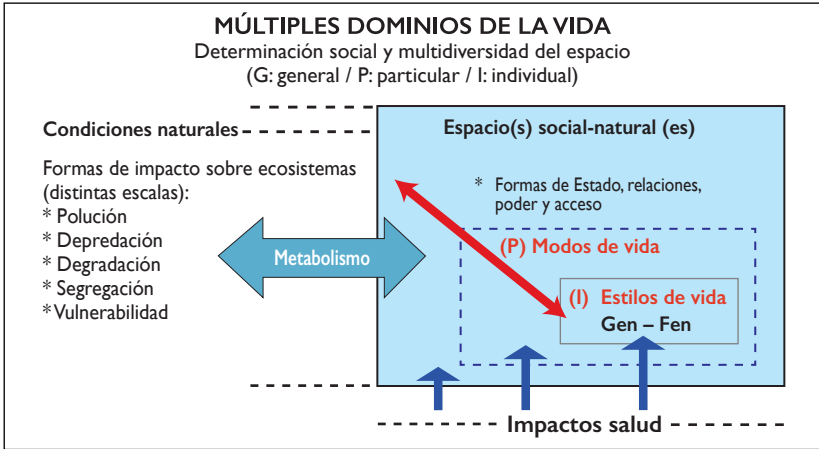 MÚLTIPLES DOMINIOS DE LA VIDA
Determinación social y multidiversidad del espacio
(G: general / P: particular / I: individual)
Condiciones naturales
Formas de impacto sobre ecosistemas
(distintas escalas):
* Polución
* Depredación
* Degradación
* Segregación
* Vulnerabilidad
Metabolismo
Espacio(s) social-natural (es)
* Formas de Estado, relaciones,
poder y acceso
(P) Modos de vida
(I) Estilos de vida
Gen – Fen
Impactos salud